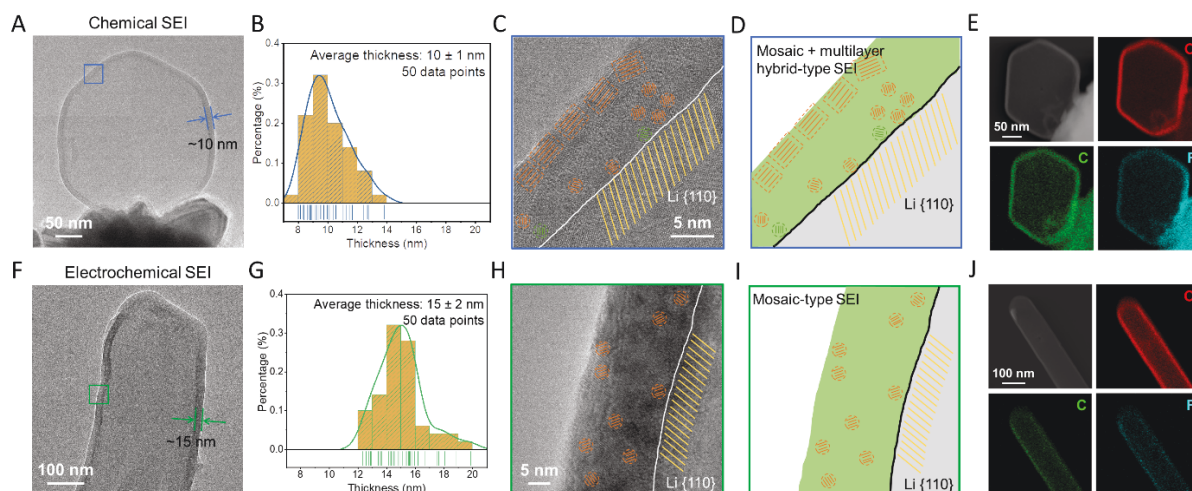 A
Chemical SEI
~10 nm
50 nm
B
Average thickness: 10 ± 1 nm
50 data points
Percentage (%)
0.4
0.3
0.2
0.1
0.0
8 9 10 11 12 13 14 15 16
Thickness (nm)
C
Li {110}
5 nm
D
Mosaic + multilayer
hybrid-type SEI
Li {110}
E
50 nm
C
F
F
Electrochemical SEI
~15 nm
100 nm
G
Average thickness: 15 ± 2 nm
50 data points
Percentage (%)
0.4
0.3
0.2
0.1
0.0
10 12 14 16 18 20
Thickness (nm)
H
5 nm
Li {110}
I
Mosaic-type SEI
Li {110}
J
100 nm
C
F